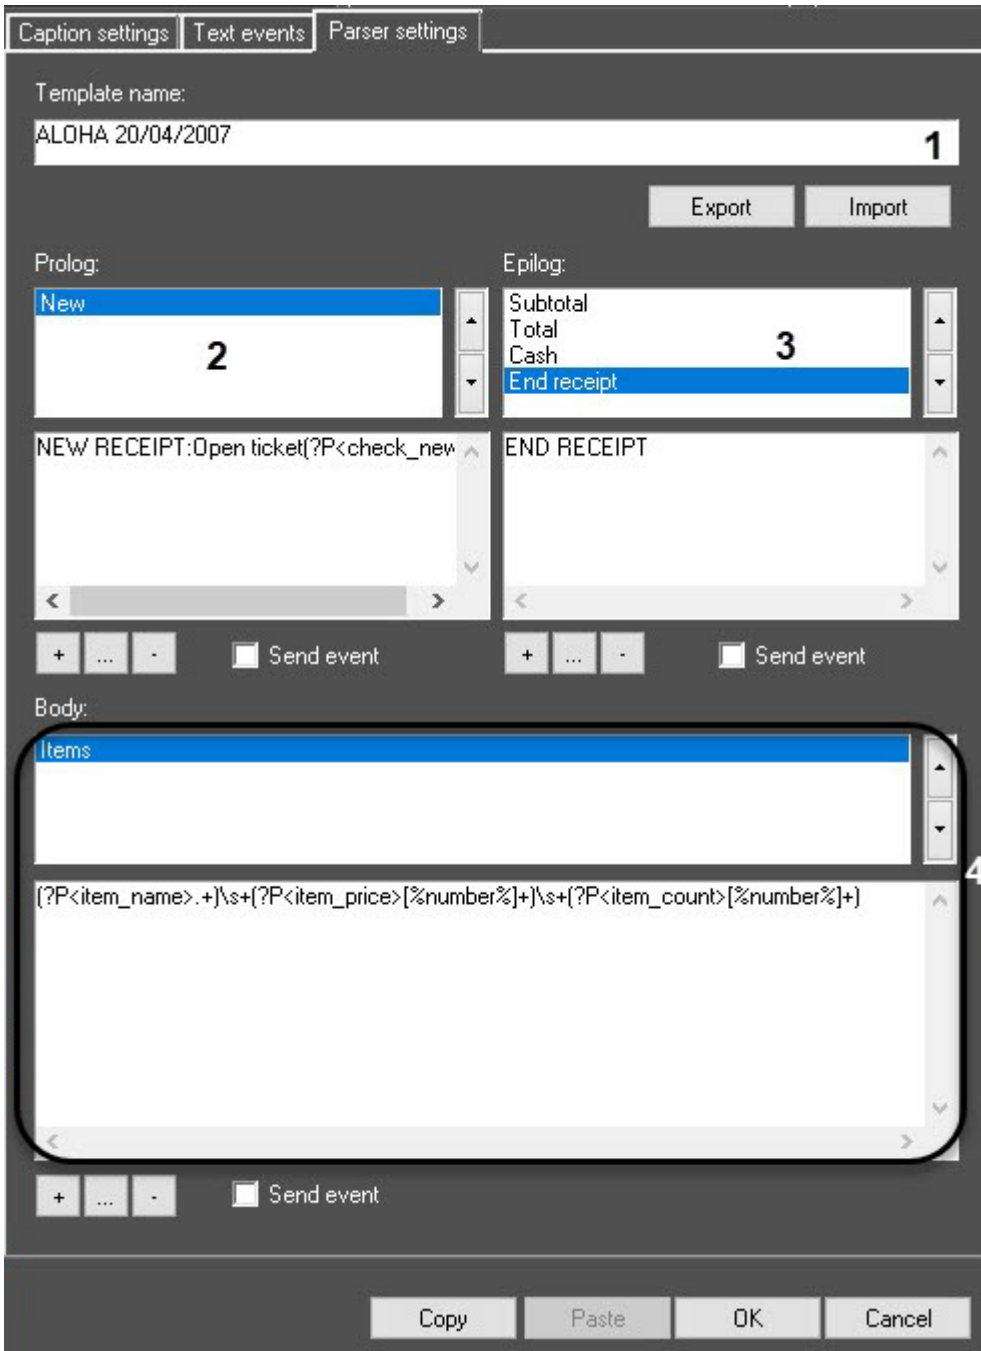 Caption settings Text events Parser settings
Template name:
ALOHA 20/04/2007 1
Export Import
Prolog: Epilog:
New
2
Subtotal
Total
Cash 3
End receipt
NEW RECEIPT:Open ticket(?P<check_new
END RECEIPT
+ ... - Send event
+ ... - Send event
Body:
Items
4
(?P<item_name>.+)\s+(?P<item_price>[%number%]+)\s+(?P<item_count>[%number%]+)
+ ... - Send event
Copy Paste OK Cancel